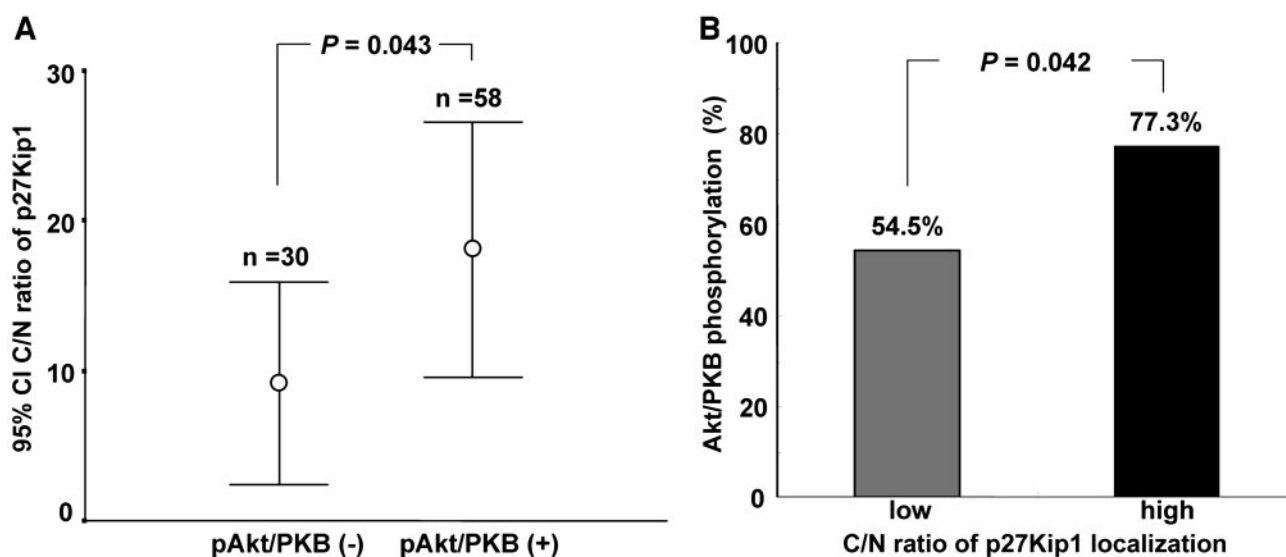 A
P = 0.043
30
n =58
20
n =30
10
0
95% CI C/N ratio of p27Kip1
pAkt/PKB (-)
pAkt/PKB (+)
B
100
P = 0.042
80
77.3%
60
54.5%
40
20
0
Akt/PKB phosphorylation (%)
low
high
C/N ratio of p27Kip1 localization